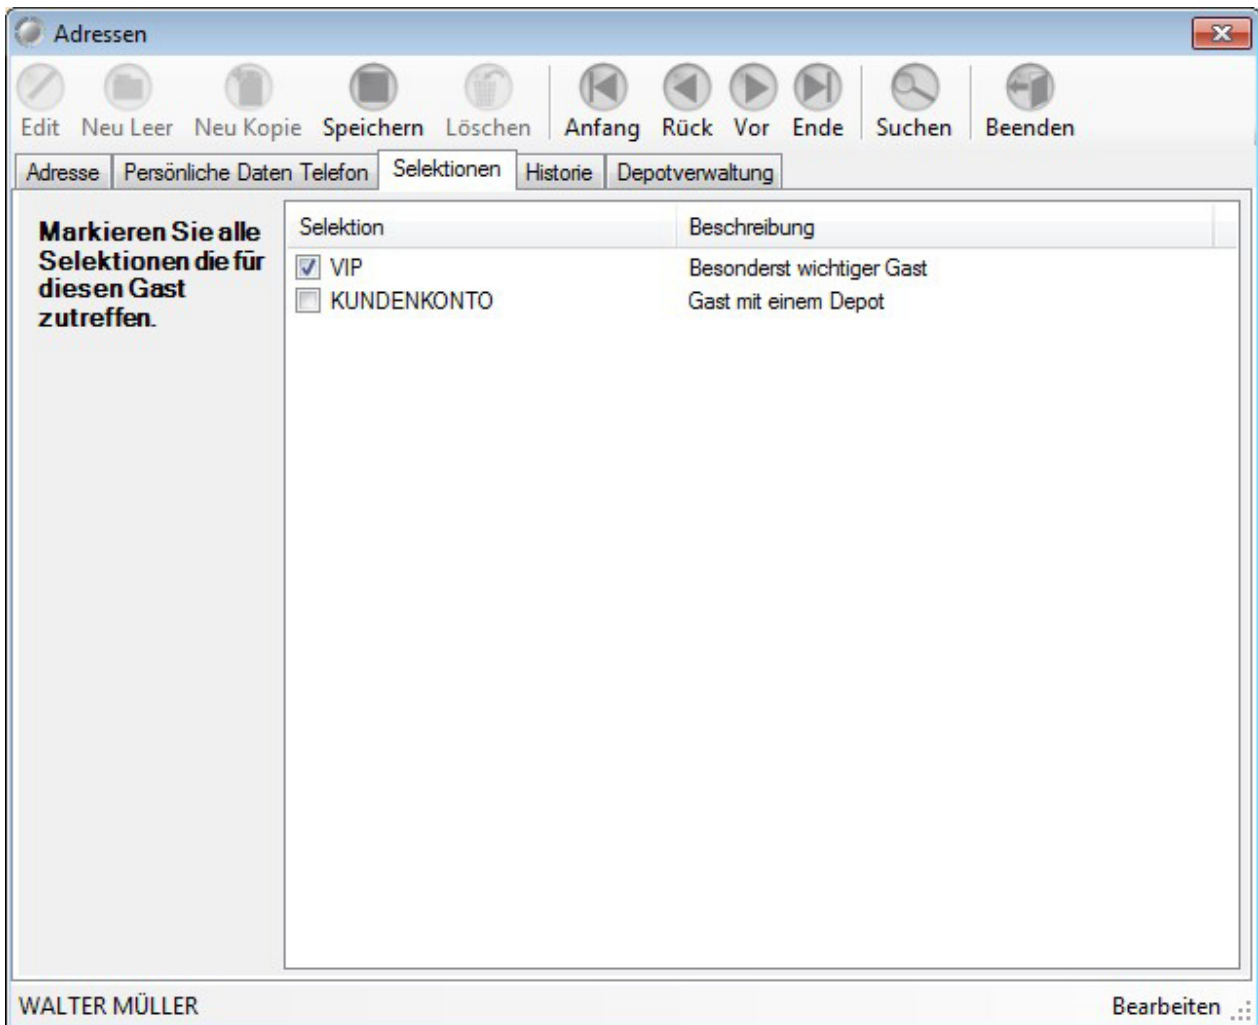 Adressen
Edit Neu Leer Neu Kopie Speichern Löschen Anfang Rück Vor Ende Suchen Beenden
Adresse Persönliche Daten Telefon Selektionen Historie Depotverwaltung
Markieren Sie alle
Selektionen die für
diesen Gast
zutreffen.
Selektion Beschreibung
VIP Besonderst wichtiger Gast
KUNDENKONTO Gast mit einem Depot
WALTER MÜLLER Bearbeiten